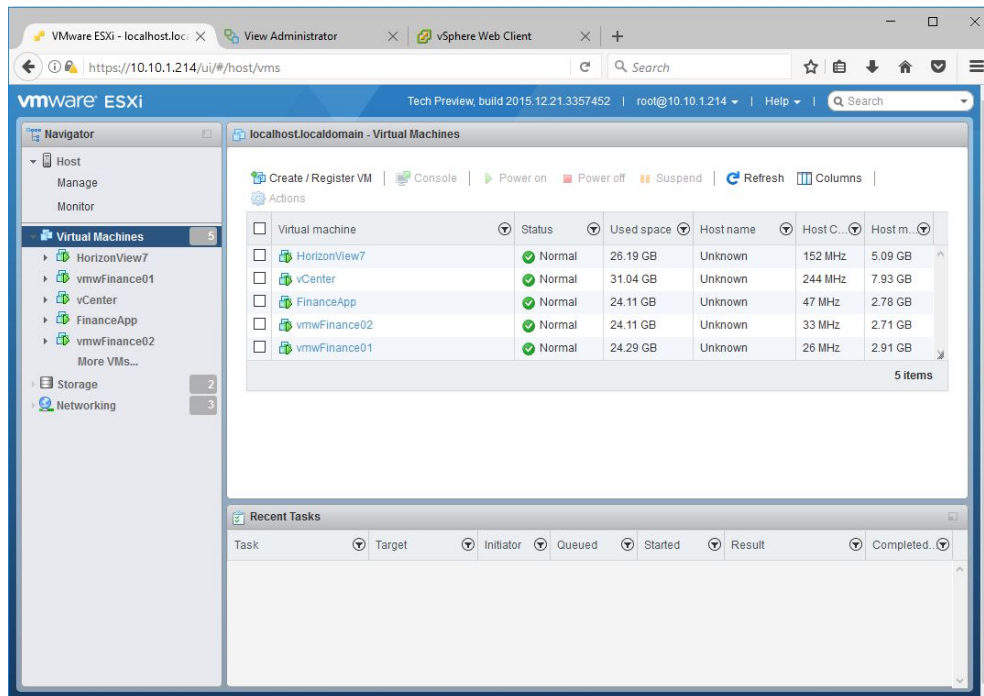 VMware ESXi - localhost.loc:
View Administrator
vSphere Web Client
https://10.10.1.214/ui/#/host/vms
Search
vmware ESXi
Tech Preview, build 2015.12.21.3357452 | root@10.10.1.214 | Help | Search
Navigator
Host
Manage
Monitor
Virtual Machines 5
HorizonView7
vmwFinance01
vCenter
FinanceApp
vmwFinance02
More VMs...
Storage 2
Networking 3
localhost.localdomain - Virtual Machines
Create / Register VM | Console | Power on Power off Suspend | Refresh Columns |
Actions
Virtual machine Status Used space Host name Host C... Host m...
HorizonView7 Normal 26.19 GB Unknown 152 MHz 5.09 GB
vCenter Normal 31.04 GB Unknown 244 MHz 7.93 GB
FinanceApp Normal 24.11 GB Unknown 47 MHz 2.78 GB
vmwFinance02 Normal 24.11 GB Unknown 33 MHz 2.71 GB
vmwFinance01 Normal 24.29 GB Unknown 26 MHz 2.91 GB
5 items
Recent Tasks
Task Target Initiator Queued Started Result Completed...